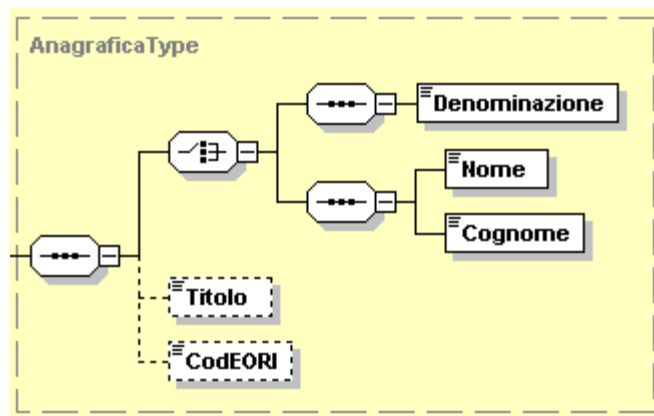 AnagraficaType
Denominazione
Nome
Cognome
Titolo
CodEORI